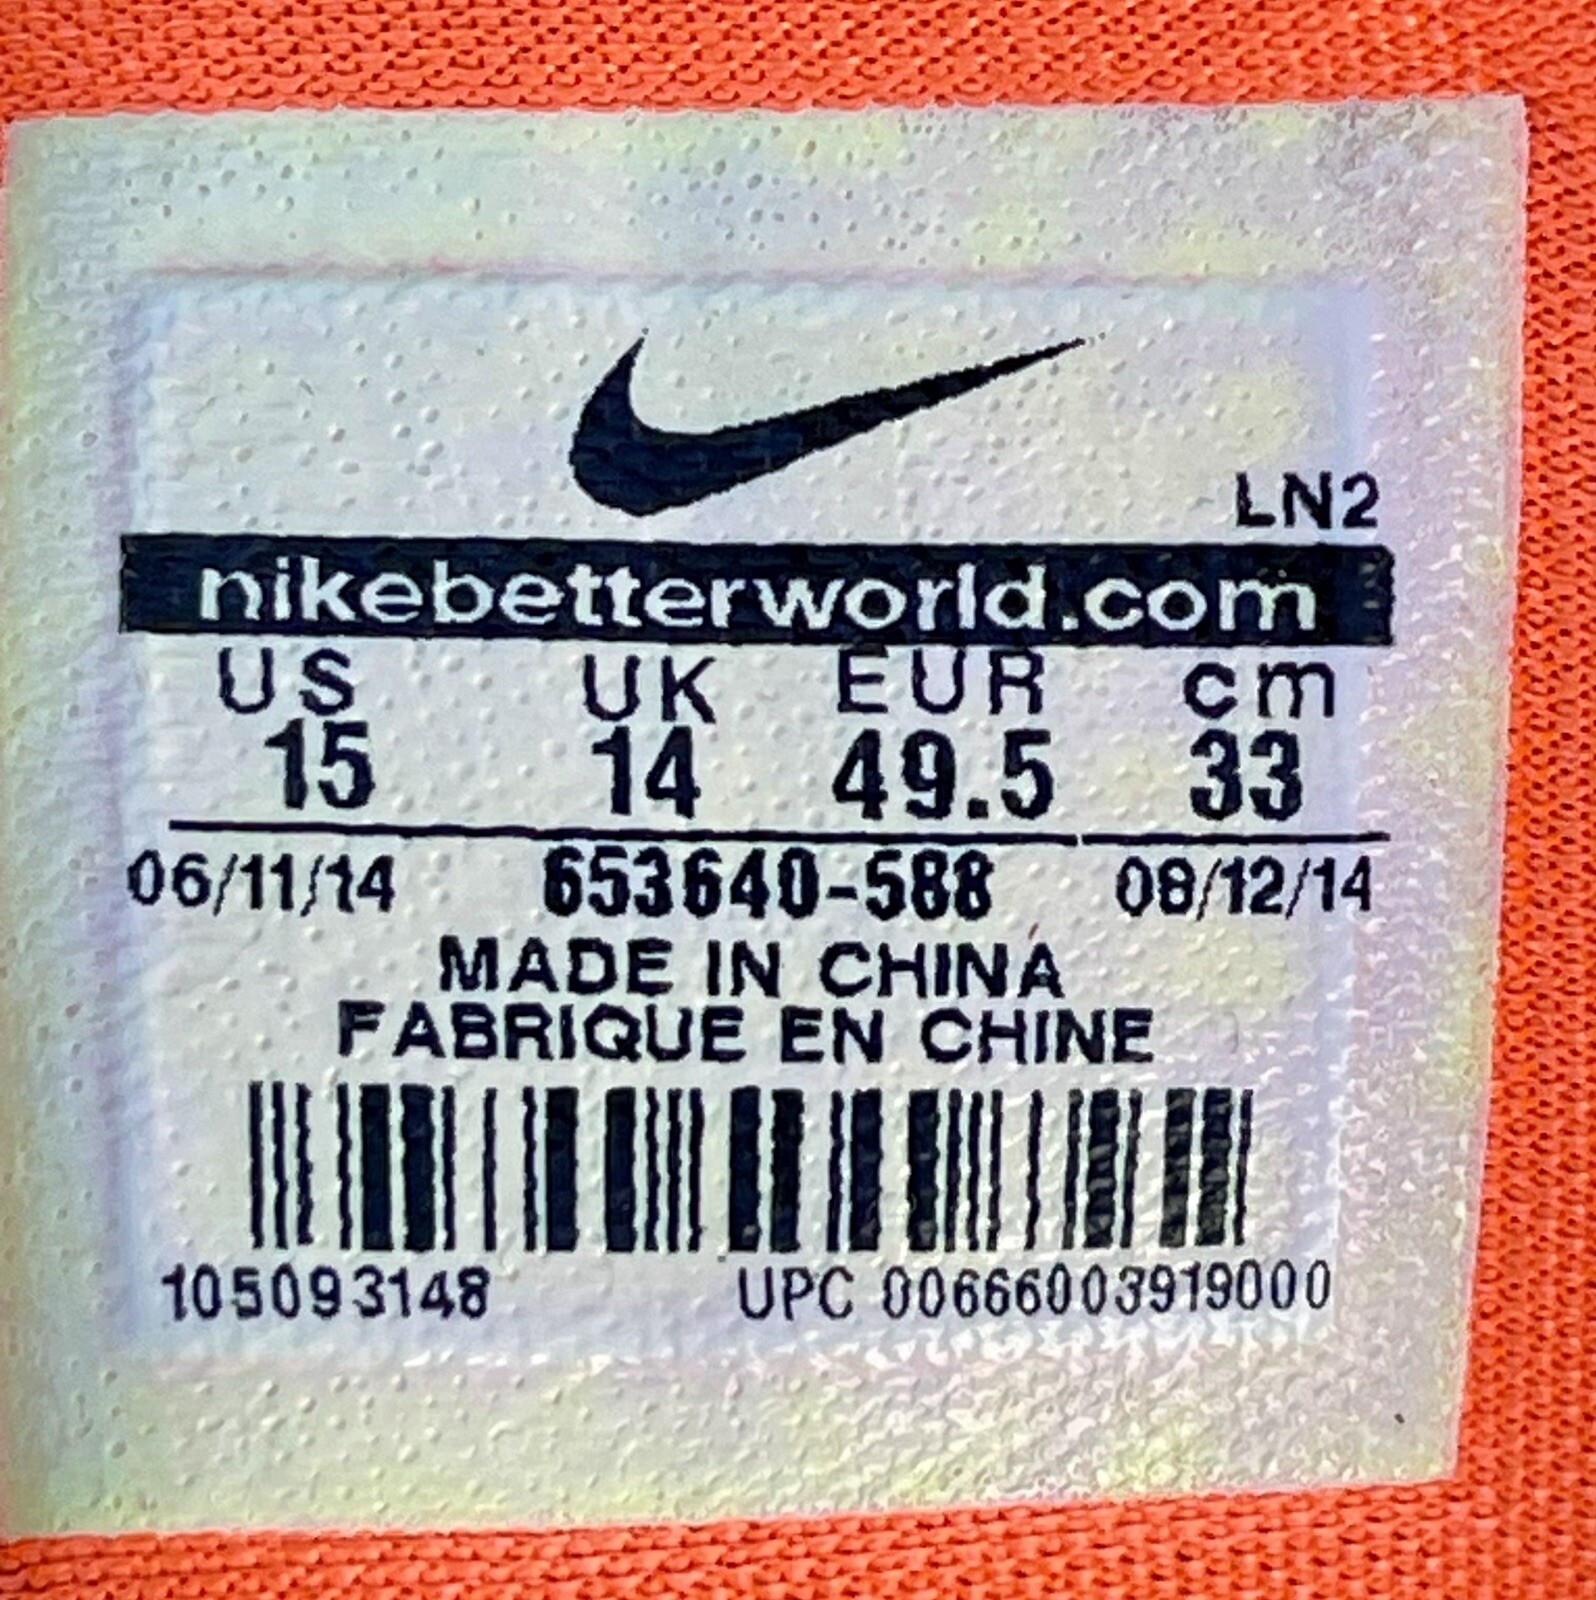 LN2
nikebetterworld.com
US UK EUR cm
15 14 49.5 33
06/11/14 653640-588 08/12/14
MADE IN CHINA
FABRIQUE EN CHINE
105093148 UPC 00666003919000